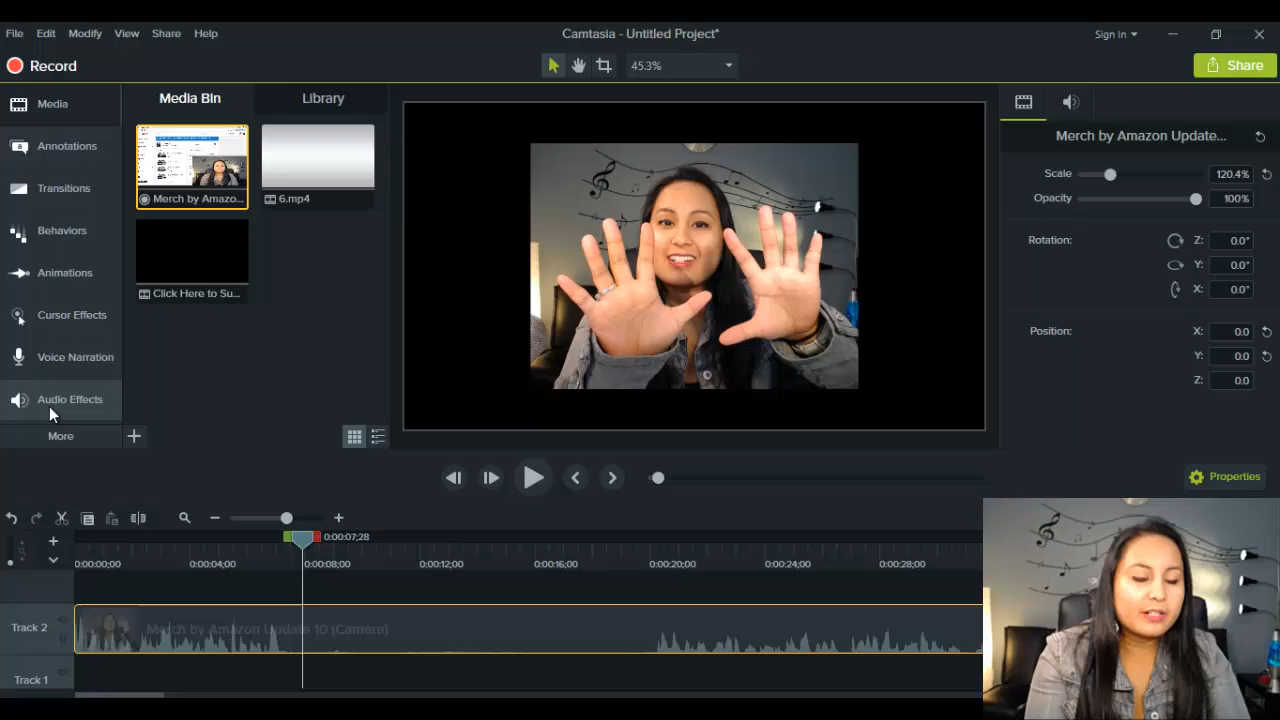 File Edit Modify View Share Help
Camtasia - Untitled Project*
Sign in
Record
45.3%
Share
Media
Media Bin
Library
Annotations
Transitions
Behaviors
Animations
Cursor Effects
Voice Narration
Audio Effects
More
Merch by Amazo...
6.mp4
Click Here to Su...
Merch by Amazon Update...
Scale 120.4%
Opacity 100%
Rotation: Z: 0.0°
Y: 0.0°
X: 0.0°
Position: X: 0.0
Y: 0.0
Z: 0.0
Properties
0:00:07;28
0:00:00;00 0:00:04;00 0:00:08;00 0:00:12;00 0:00:16;00 0:00:20;00 0:00:24;00 0:00:28;00
Track 2
Merch by Amazon Update 10 (Camera)
Track 1